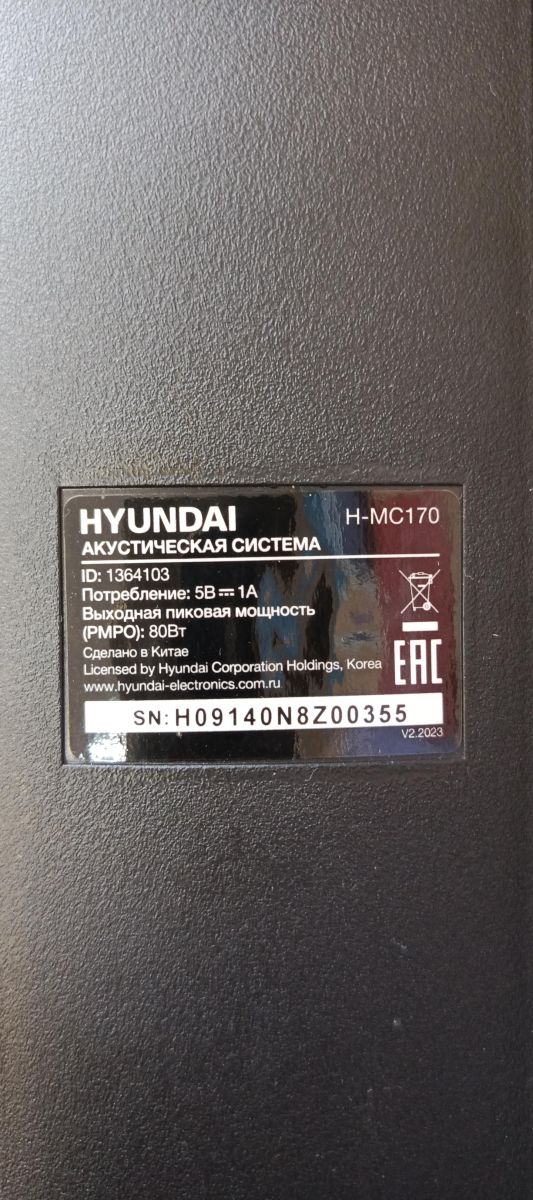 HYUNDAI H-MC170
АКУСТИЧЕСКАЯ СИСТЕМА
ID: 1364103
Потребление: 5В⎓1А
Выходная пиковая мощность
(PMPO): 80Вт
Сделано в Китае
Licensed by Hyundai Corporation Holdings, Korea
www.hyundai-electronics.com.ru
EAC
SN: H09140N8Z00355
V2.2023